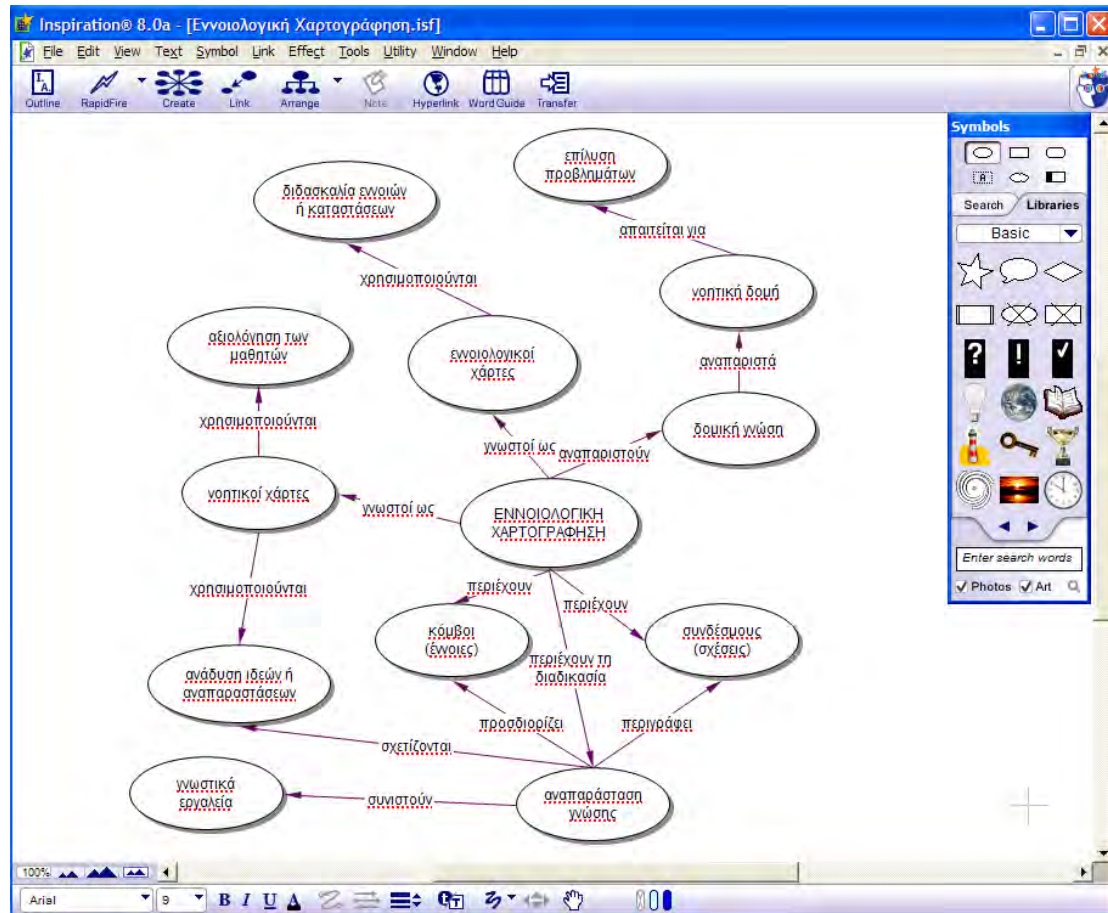 Inspiration® 8.0a - [Εννοιολογική Χαρτογράφηση.isf]
File Edit View Text Symbol Link Effect Tools Utility Window Help
Outline RapidFire Create Link Arrange Note Hyperlink Word Guide Transfer
Symbols
Search Libraries
Basic
Enter search words
Photos Art
επίλυση
προβλημάτων
διδασκαλία εννοιών
ή καταστάσεων
απαιτείται για
χρησιμοποιούνται
νοητική δομή
αξιολόγηση των
μαθητών
εννοιολογικοί
χάρτες
αναπαριστά
χρησιμοποιούνται
γνωστοί ως
αναπαριστούν
δομική γνώση
νοητικοί χάρτες
γνωστοί ως
ΕΝΝΟΙΟΛΟΓΙΚΗ
ΧΑΡΤΟΓΡΑΦΗΣΗ
χρησιμοποιούνται
περιέχουν
περιέχουν
κόμβοι
(έννοιες)
συνδέσμους
(σχέσεις)
περιέχουν τη
διαδικασία
ανάδυση ιδεών ή
αναπαραστάσεων
προσδιορίζει
περιγράφει
σχετίζονται
γνωστικά
εργαλεία
συνιστούν
αναπαράσταση
γνώσης
100%
Arial 9 B I U A